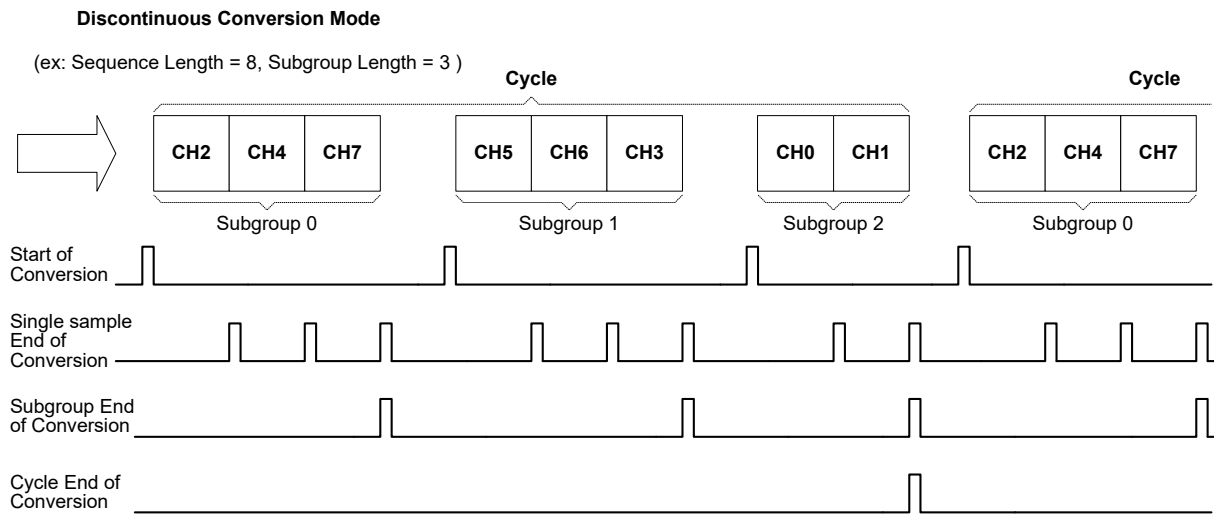 Discontinuous Conversion Mode
(ex: Sequence Length = 8, Subgroup Length = 3 )
Cycle
Cycle
CH2 CH4 CH7 CH5 CH6 CH3 CH0 CH1 CH2 CH4 CH7
Subgroup 0 Subgroup 1 Subgroup 2 Subgroup 0
Start of
Conversion
Single sample
End of
Conversion
Subgroup End
of Conversion
Cycle End of
Conversion